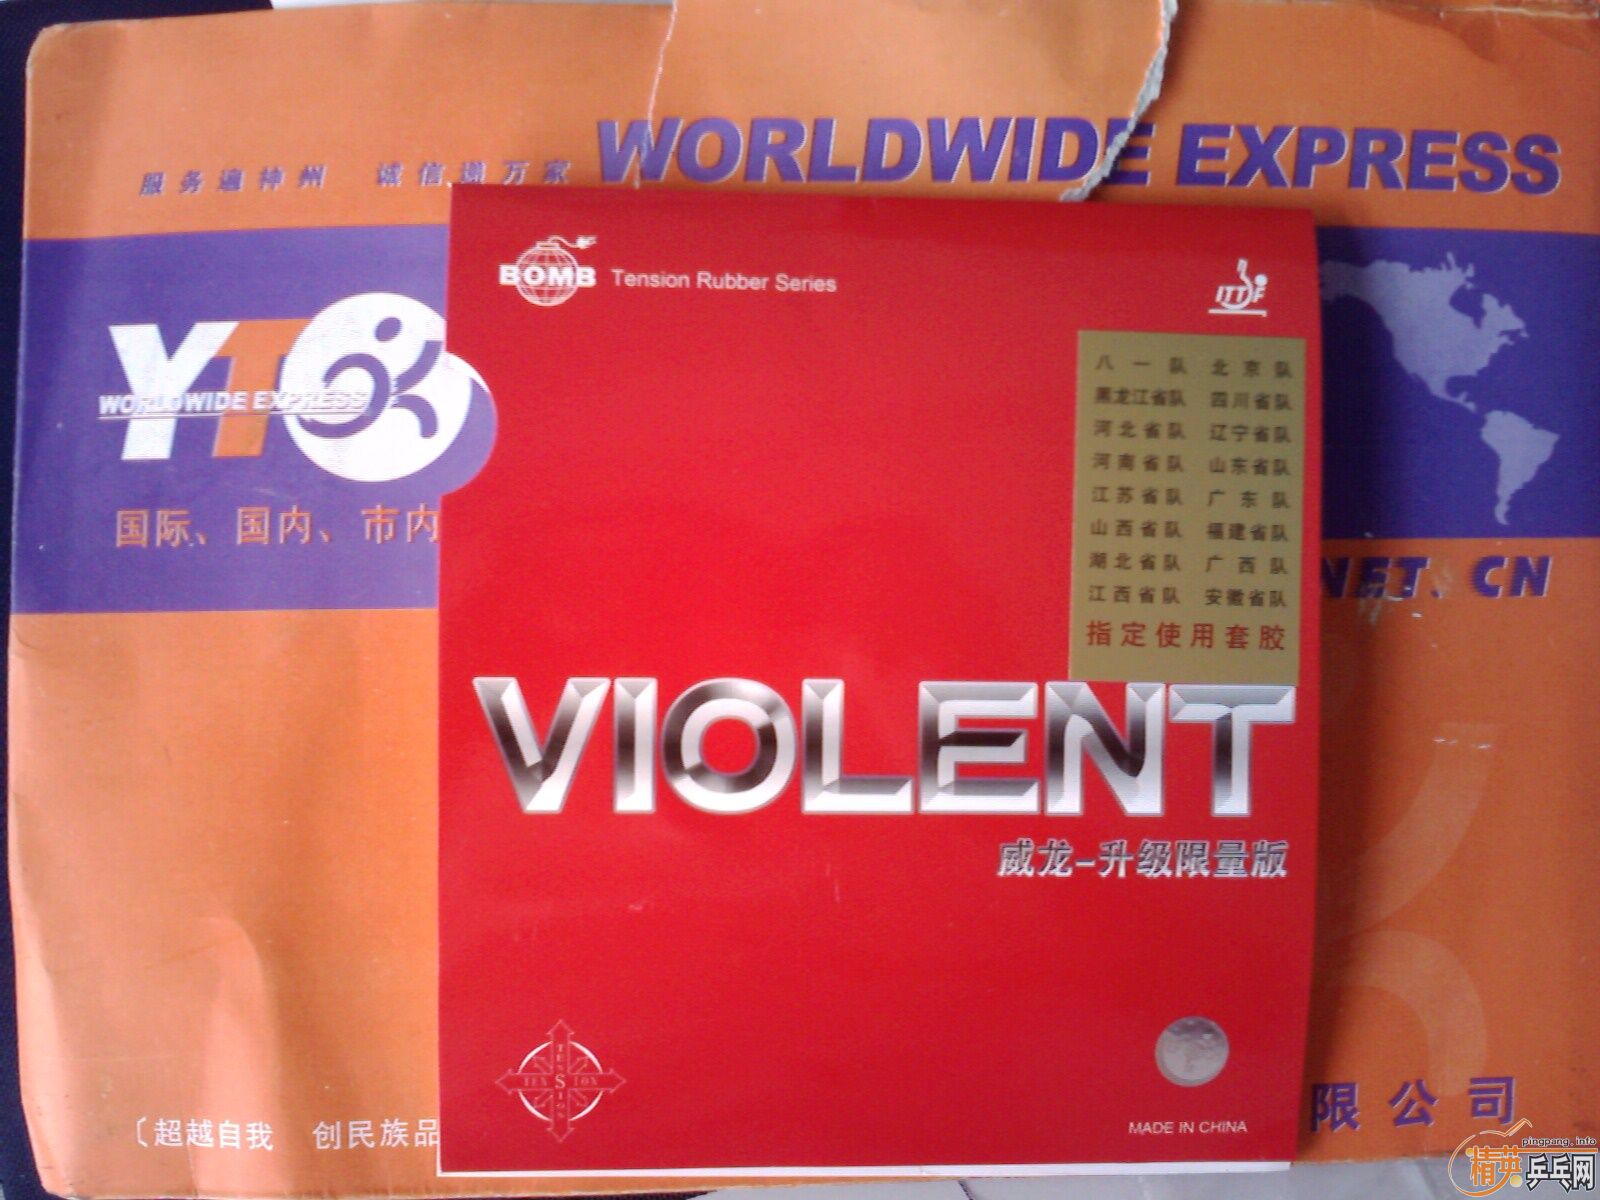 WORLDWIDE EXPRESS
服务遍神州 诚信递万家
BOMB Tension Rubber Series
ITTF
YT
WORLDWIDE EXPRESS
国际、国内、市内
八一队 北京队
黑龙江省队 四川省队
河北省队 辽宁省队
河南省队 山东省队
江苏省队 广东队
山西省队 福建省队
湖北省队 广西队
江西省队 安徽省队
指定使用套胶
NET.CN
VIOLENT
威龙-升级限量版
TENSION
TENSION
MADE IN CHINA
限公司
〔超越自我 创民族品
pingpang.info
精英乒乓网